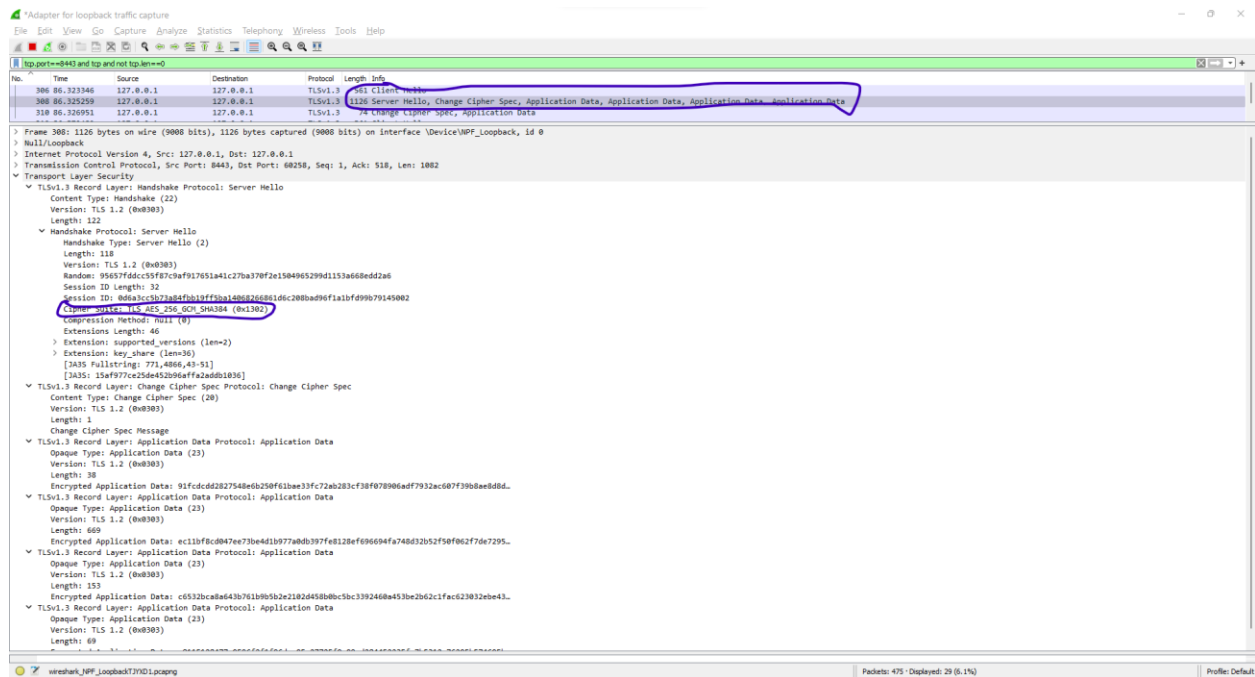 *Adapter for loopback traffic capture
File Edit View Go Capture Analyze Statistics Telephony Wireless Tools Help
tcp.port==8443 and tcp and not tcp.len==0
No. Time Source Destination Protocol Length Info
306 86.323346 127.0.0.1 127.0.0.1 TLSv1.3 561 Client Hello
308 86.325259 127.0.0.1 127.0.0.1 TLSv1.3 1126 Server Hello, Change Cipher Spec, Application Data, Application Data, Application Data, Application Data
310 86.326951 127.0.0.1 127.0.0.1 TLSv1.3 74 Change Cipher Spec, Application Data
Frame 308: 1126 bytes on wire (9008 bits), 1126 bytes captured (9008 bits) on interface \Device\NPF_Loopback, id 0
Null/Loopback
Internet Protocol Version 4, Src: 127.0.0.1, Dst: 127.0.0.1
Transmission Control Protocol, Src Port: 8443, Dst Port: 60258, Seq: 1, Ack: 518, Len: 1082
Transport Layer Security
TLSv1.3 Record Layer: Handshake Protocol: Server Hello
Content Type: Handshake (22)
Version: TLS 1.2 (0x0303)
Length: 122
Handshake Protocol: Server Hello
Handshake Type: Server Hello (2)
Length: 118
Version: TLS 1.2 (0x0303)
Random: 95657fddcc55f87c9af917651a41c27ba370f2e1504965299d1153a668edd2a6
Session ID Length: 32
Session ID: 0d6a3cc5b73a84fbb19ff5ba14068266861d6c208bad96f1a1bfd99b79145002
Cipher Suite: TLS_AES_256_GCM_SHA384 (0x1302)
Compression Method: null (0)
Extensions Length: 46
Extension: supported_versions (len=2)
Extension: key_share (len=36)
[JA3S Fullstring: 771,4866,43-51]
[JA3S: 15af977ce25de452b96affa2addb1036]
TLSv1.3 Record Layer: Change Cipher Spec Protocol: Change Cipher Spec
Content Type: Change Cipher Spec (20)
Version: TLS 1.2 (0x0303)
Length: 1
Change Cipher Spec Message
TLSv1.3 Record Layer: Application Data Protocol: Application Data
Opaque Type: Application Data (23)
Version: TLS 1.2 (0x0303)
Length: 38
Encrypted Application Data: 91fcdcdd2827548e6b250f61bae33fc72ab283cf38f078906adf7932ac607f39b8ae8d8d…
TLSv1.3 Record Layer: Application Data Protocol: Application Data
Opaque Type: Application Data (23)
Version: TLS 1.2 (0x0303)
Length: 669
Encrypted Application Data: ec11bf8cd047ee73be4d1b977a0db397fe8128ef696694fa748d32b52f50f062f7de7295…
TLSv1.3 Record Layer: Application Data Protocol: Application Data
Opaque Type: Application Data (23)
Version: TLS 1.2 (0x0303)
Length: 153
Encrypted Application Data: c6532bca8a643b761b9b5b2e2102d458b0bc5bc3392460a453be2b62c1fac623032ebe43…
TLSv1.3 Record Layer: Application Data Protocol: Application Data
Opaque Type: Application Data (23)
Version: TLS 1.2 (0x0303)
Length: 69
wireshark_NPF_LoopbackTJYXD1.pcapng Packets: 475 · Displayed: 29 (6.1%) Profile: Default